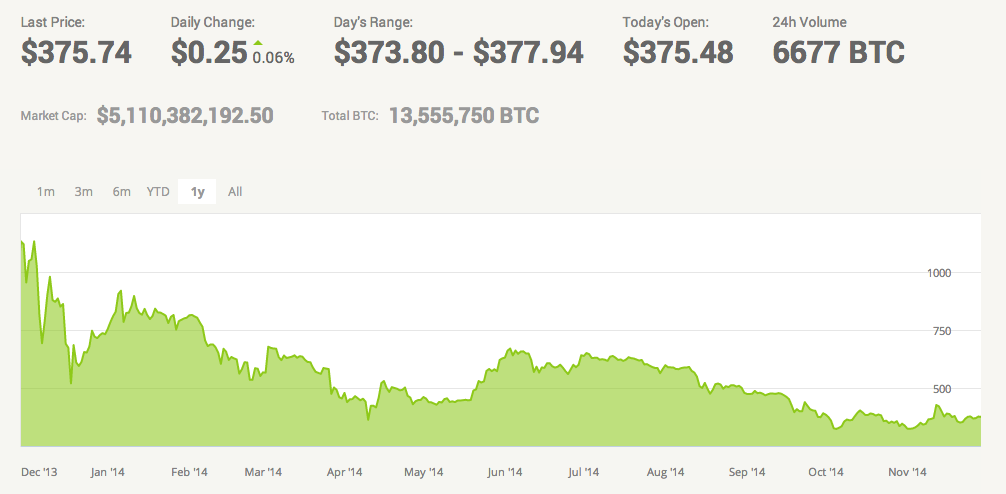 Last Price: Daily Change: Day's Range: Today's Open: 24h Volume
$375.74 $0.25 0.06% $373.80 - $377.94 $375.48 6677 BTC
Market Cap: $5,110,382,192.50 Total BTC: 13,555,750 BTC
1m 3m 6m YTD 1y All
1000
750
500
Dec '13 Jan '14 Feb '14 Mar '14 Apr '14 May '14 Jun '14 Jul '14 Aug '14 Sep '14 Oct '14 Nov '14